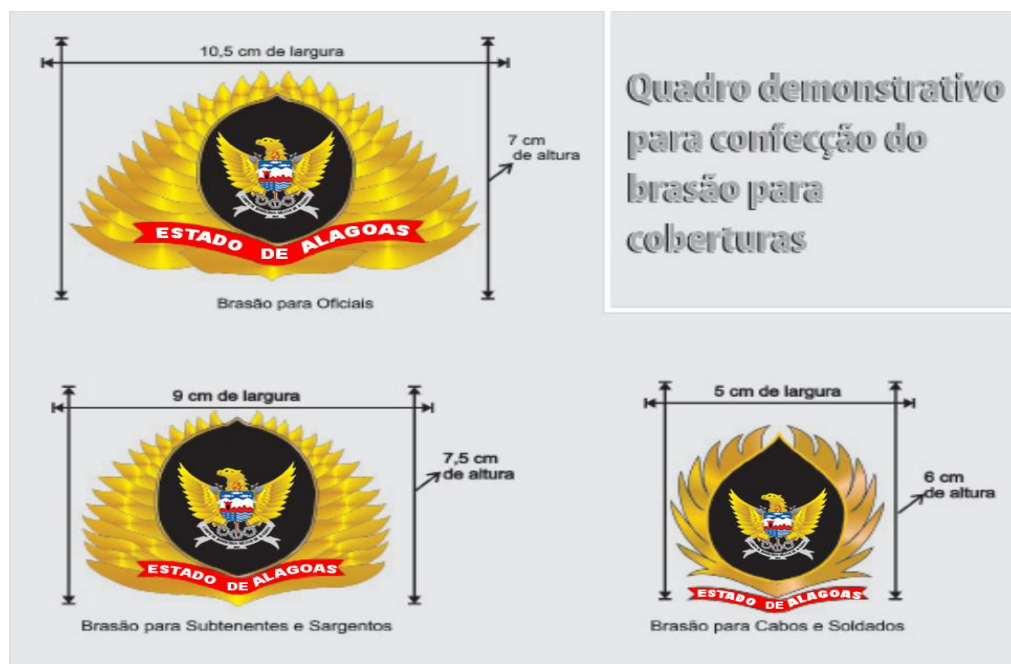 10,5 cm de largura
7 cm
de altura
ESTADO DE ALAGOAS
Brasão para Oficiais
Quadro demonstrativo
para confecção do
brasão para
coberturas
9 cm de largura
7,5 cm
de altura
ESTADO DE ALAGOAS
Brasão para Subtenentes e Sargentos
5 cm de largura
6 cm
de altura
ESTADO DE ALAGOAS
Brasão para Cabos e Soldados